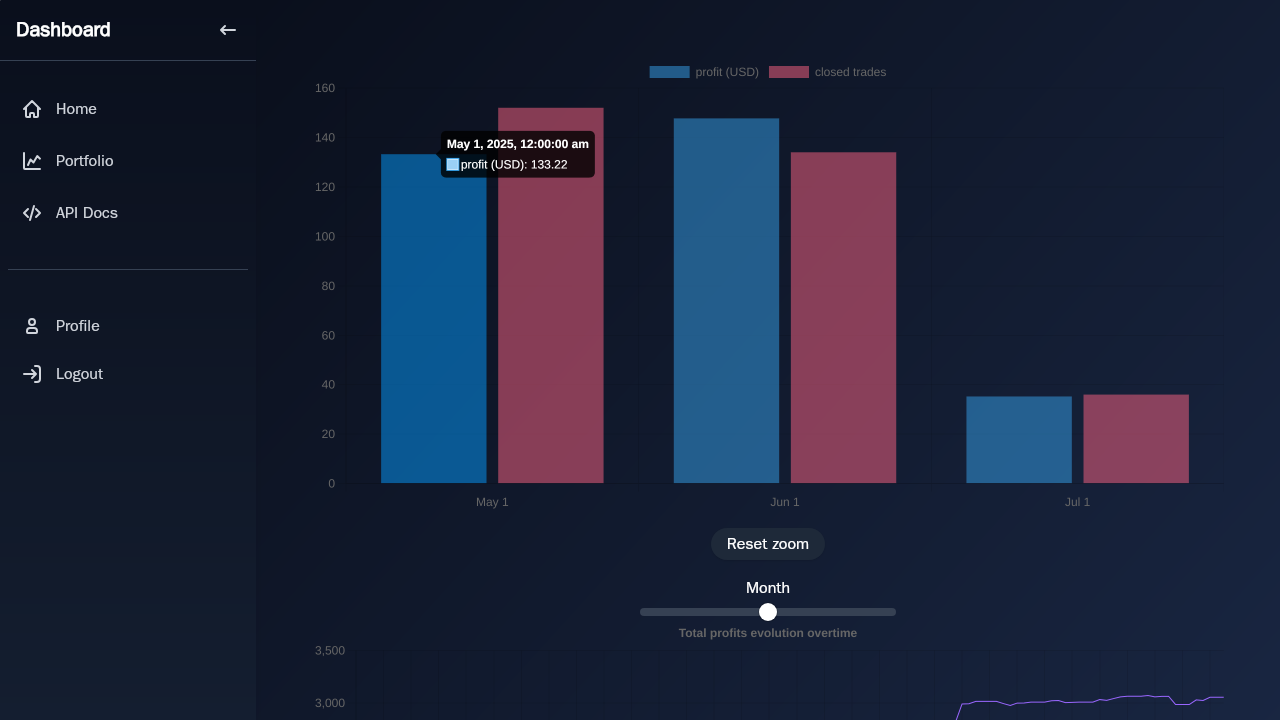 Dashboard
Home
Portfolio
API Docs
Profile
Logout
profit (USD) closed trades
160
140
120
100
80
60
40
20
0
May 1, 2025, 12:00:00 am
profit (USD): 133.22
May 1 Jun 1 Jul 1
Reset zoom
Month
Total profits evolution overtime
3,500
3,000